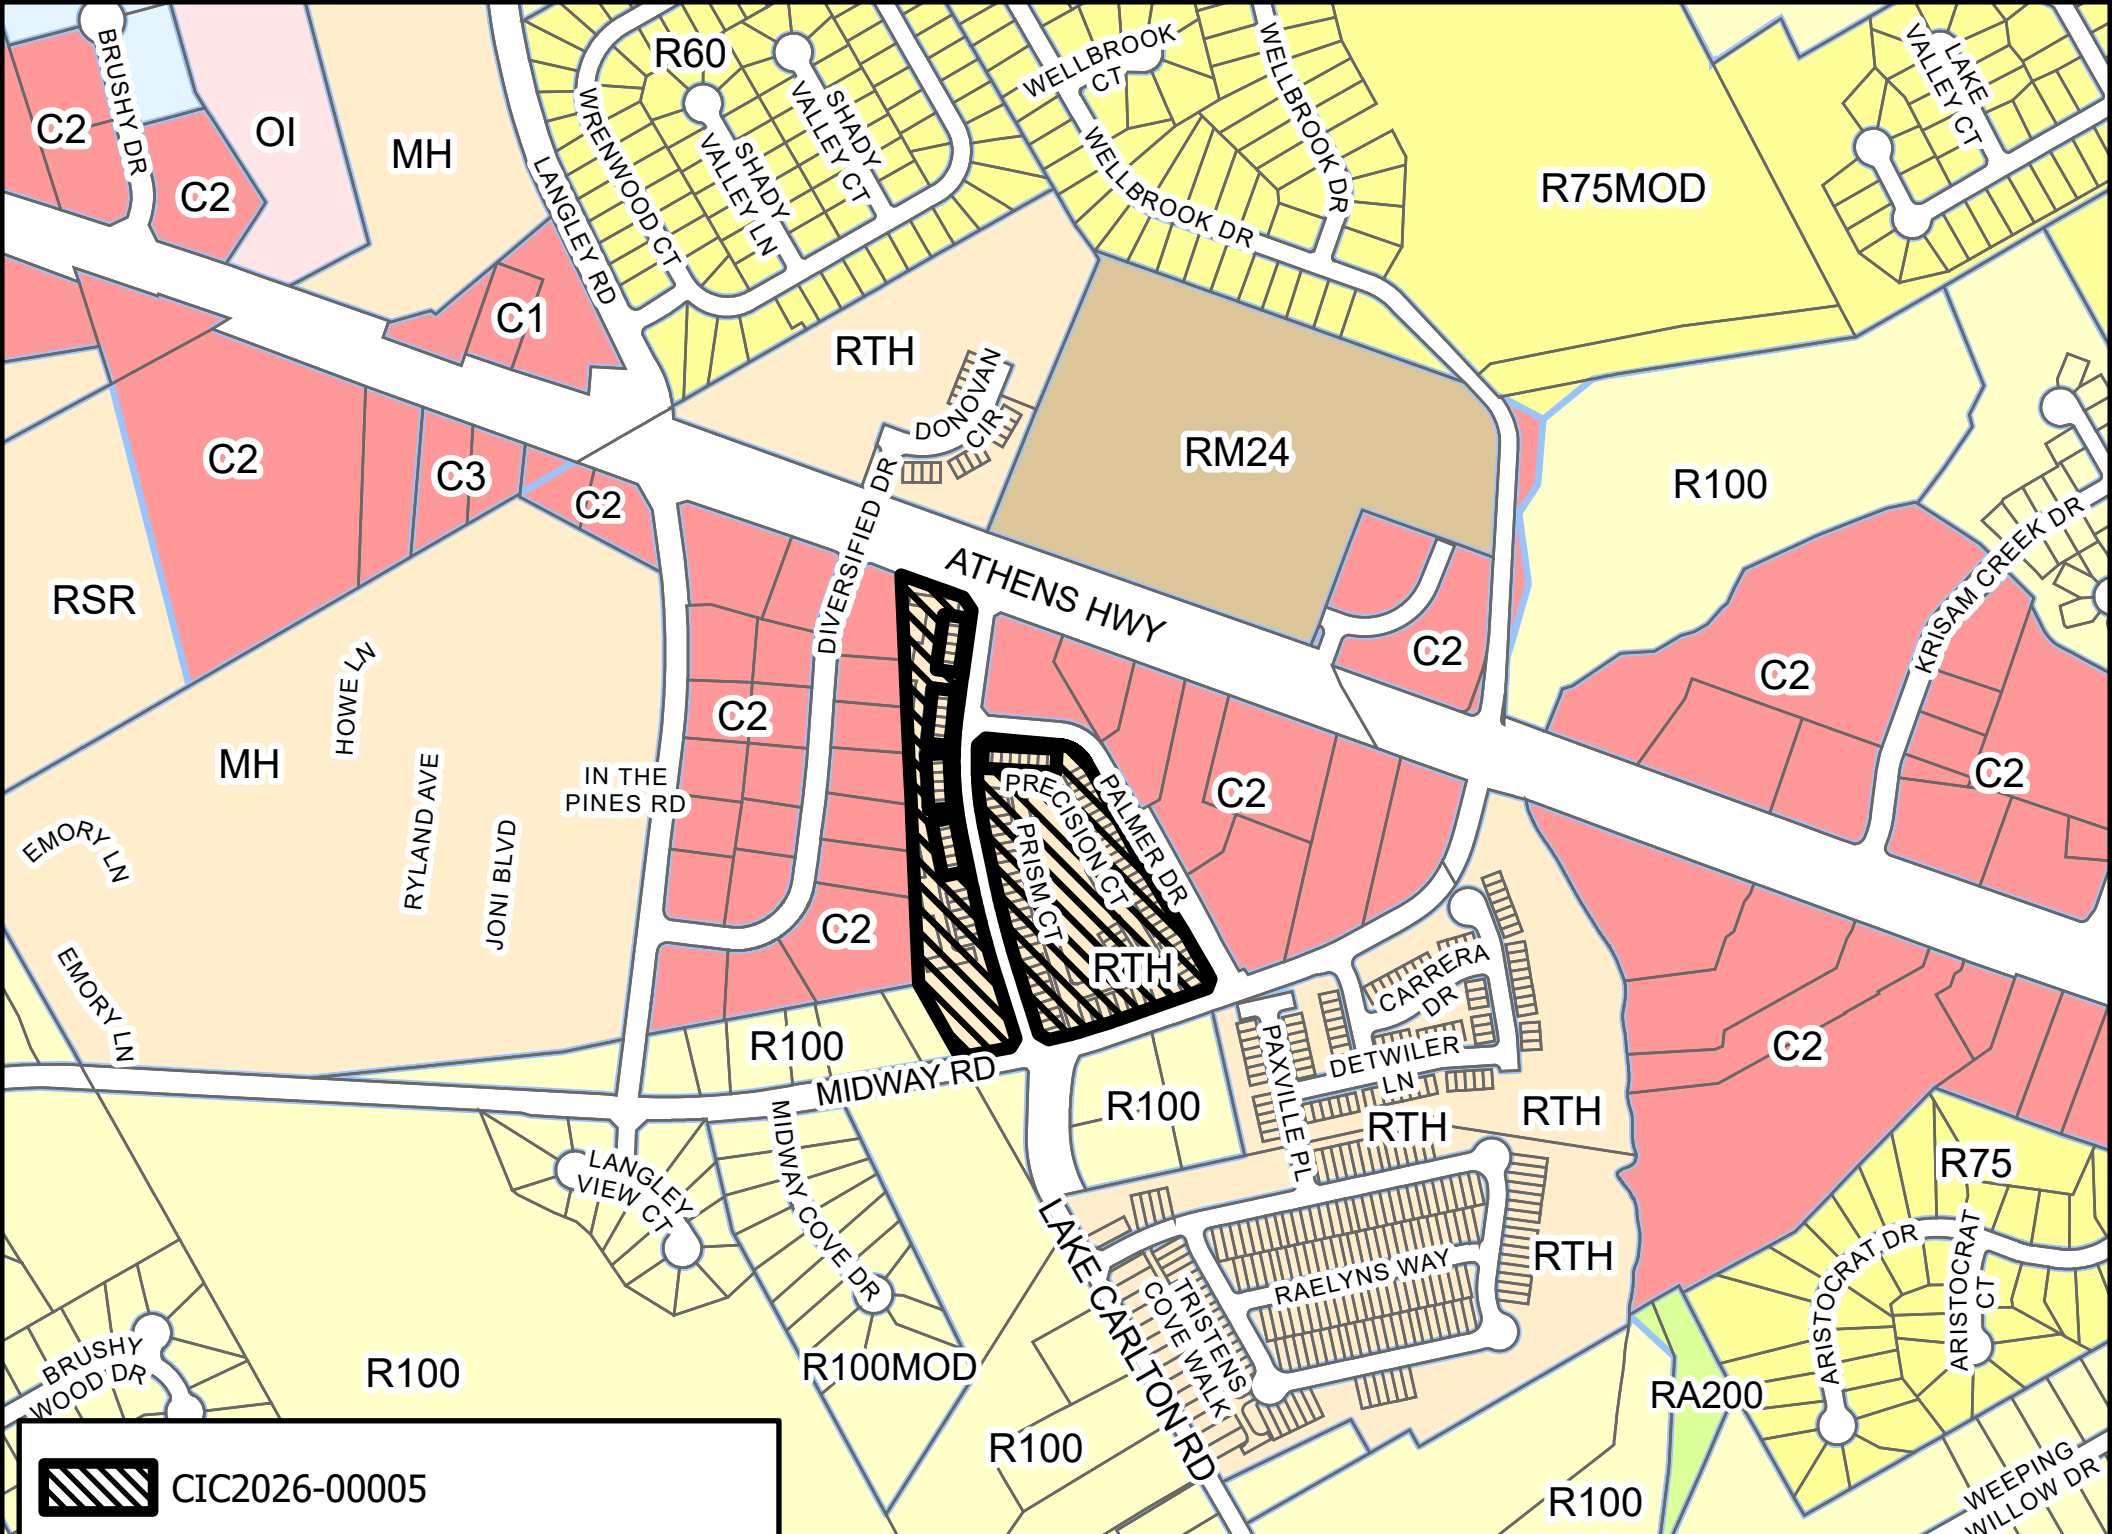 BRUSHY DR
C2
C2
OI
MH
LANGLEY RD
R60
WRENWOOD CT
SHADY
VALLEY LN
SHADY
VALLEY CT
WELLBROOK
CT
WELLBROOK DR
WELLBROOK DR
R75MOD
LAKE
VALLEY CT
C1
RTH
DONOVAN
CIR
RM24
R100
C2
C3
C2
RSR
DIVERSIFIED DR
ATHENS HWY
C2
C2
KRISAM CREEK DR
C2
HOWE LN
MH
RYLAND AVE
JONI BLVD
IN THE
PINES RD
C2
EMORY LN
EMORY LN
PRECISION CT
PRISM CT
PALMER DR
C2
C2
RTH
CARRERA
DR
R100
MIDWAY RD
R100
PAXVILLE PL
DETWILER
LN
RTH
RTH
C2
LANGLEY
VIEW CT
MIDWAY COVE DR
R75
LAKE CARLTON RD
TRISTENS
COVE WALK
RAELYNS WAY
RTH
ARISTOCRAT DR
ARISTOCRAT
CT
BRUSHY
WOOD DR
R100
R100MOD
R100
RA200
R100
WEEPING
WILLOW DR
CIC2026-00005